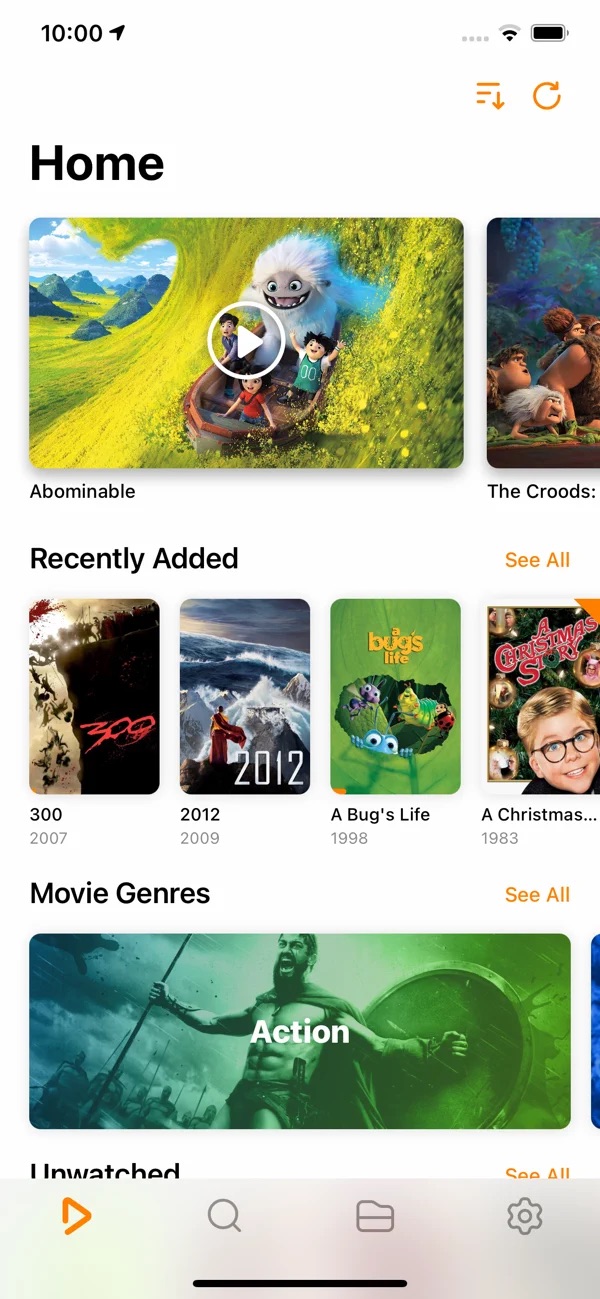 10:00
Home
00
Abominable
The Croods:
Recently Added
See All
300
2012
a
bug's
life
A
CHRISTMAS
STORY
300
2012
A Bug's Life
A Christmas...
2007
2009
1998
1983
Movie Genres
See All
Action
Unwatched
See All